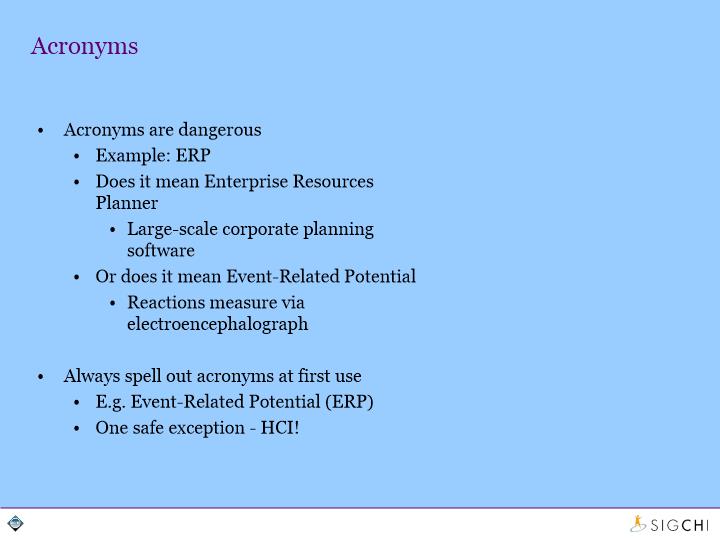 Acronyms
• Acronyms are dangerous
• Example: ERP
• Does it mean Enterprise Resources
Planner
• Large-scale corporate planning
software
• Or does it mean Event-Related Potential
• Reactions measure via
electroencephalograph
• Always spell out acronyms at first use
• E.g. Event-Related Potential (ERP)
• One safe exception - HCI!
SIGCHI